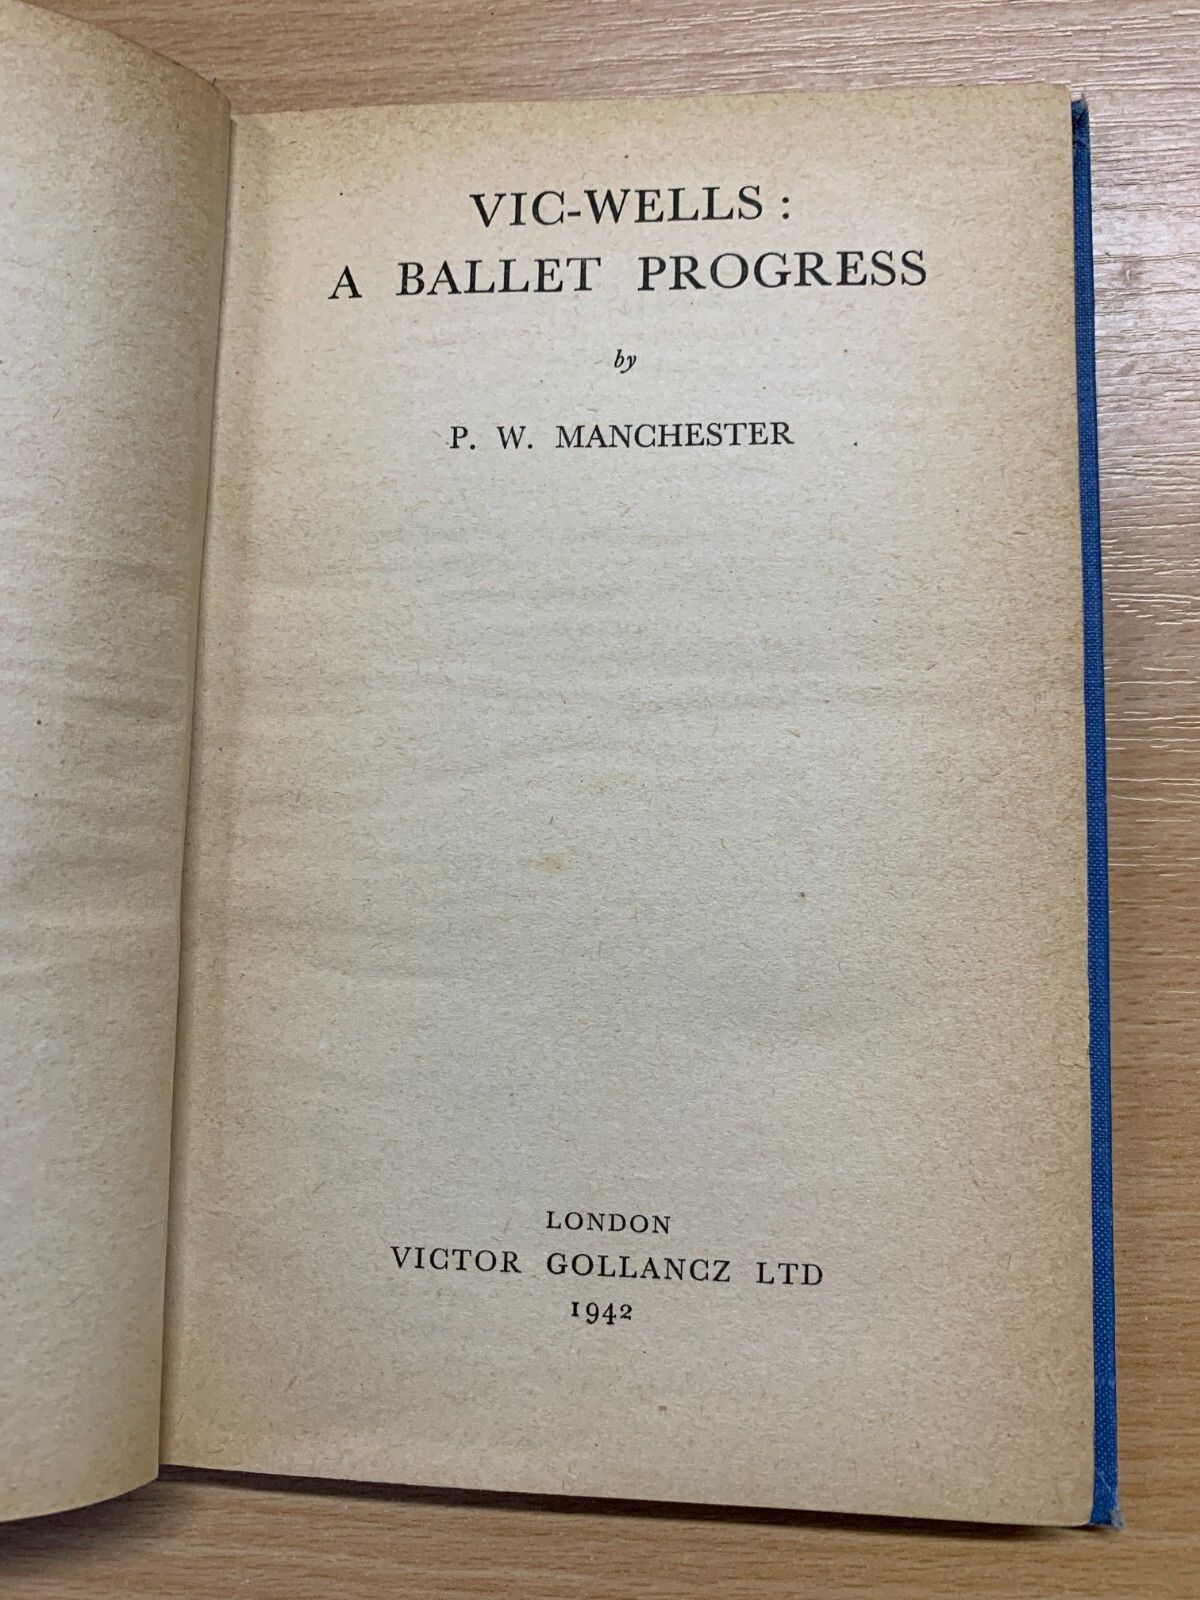 VIC-WELLS :
A BALLET PROGRESS
by
P. W. MANCHESTER
LONDON
VICTOR GOLLANCZ LTD
1942